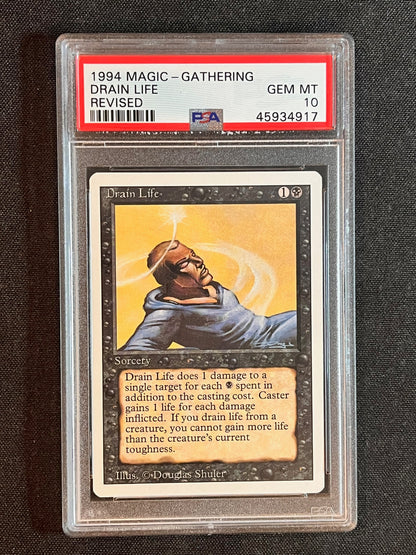 1994 MAGIC - GATHERING
DRAIN LIFE GEM MT
REVISED PSA 10
45934917
Drain Life 1
Sorcery
Drain Life does 1 damage to a
single target for each spent in
addition to the casting cost. Caster
gains 1 life for each damage
inflicted. If you drain life from a
creature, you cannot gain more life
than the creature's current
toughness.
Illus. © Douglas Shuler
PSA